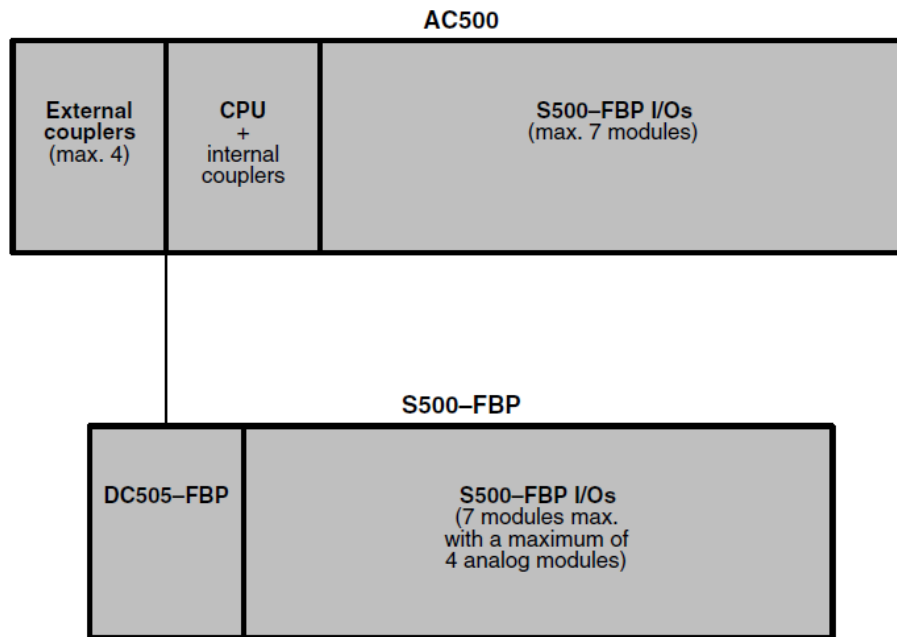 AC500
External
couplers
(max. 4)
CPU
+
internal
couplers
S500–FBP I/Os
(max. 7 modules)
S500–FBP
DC505–FBP
S500–FBP I/Os
(7 modules max.
with a maximum of
4 analog modules)